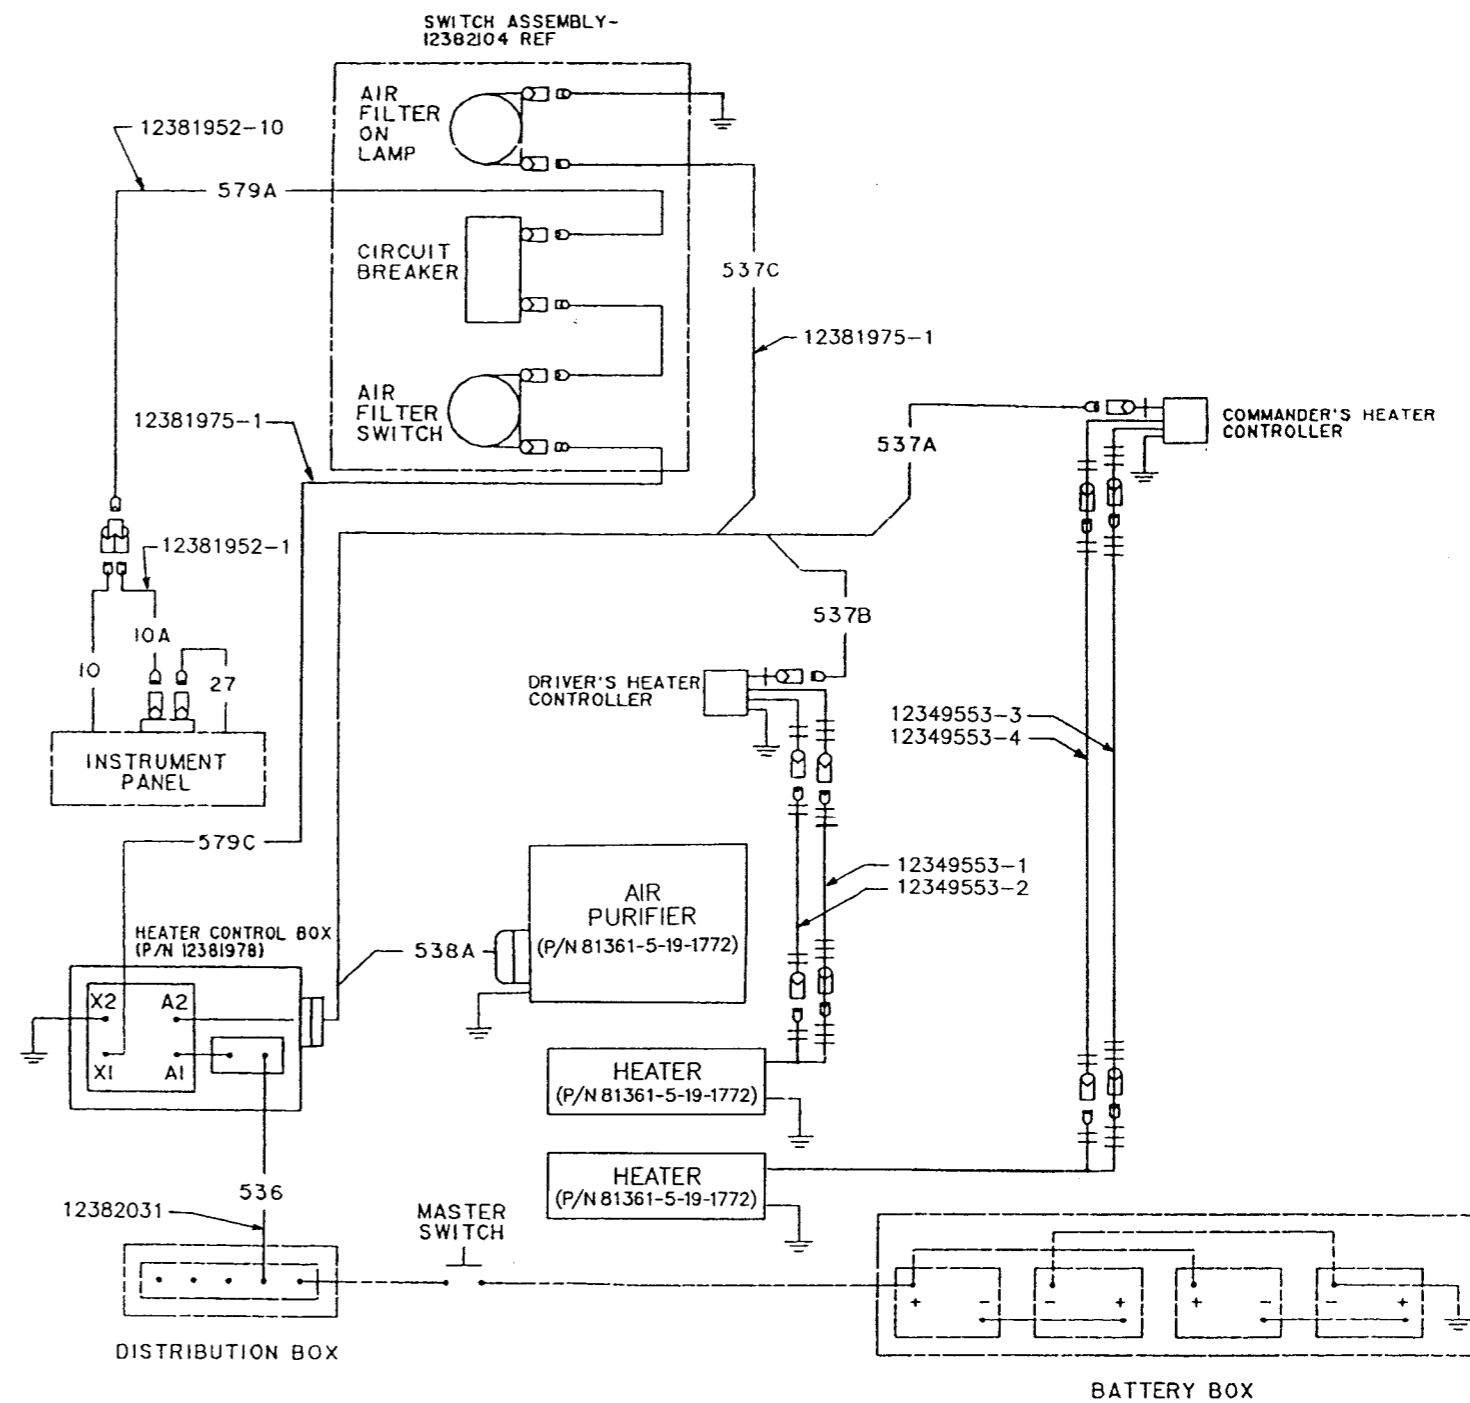 SWITCH ASSEMBLY-
12382104 REF
AIR
FILTER
ON
LAMP
12381952-10
579A
CIRCUIT
BREAKER
537C
12381975-1
AIR
FILTER
SWITCH
12381975-1
537A
COMMANDER'S HEATER
CONTROLLER
12381952-1
537B
10A
10
27
DRIVER'S HEATER
CONTROLLER
12349553-3
12349553-4
INSTRUMENT
PANEL
579C
12349553-1
12349553-2
AIR
PURIFIER
(P/N 81361-5-19-1772)
HEATER CONTROL BOX
(P/N 12381978)
538A
X2 A2
X1 A1
HEATER
(P/N 81361-5-19-1772)
HEATER
(P/N 81361-5-19-1772)
536
12382031
MASTER
SWITCH
+ - - + + - - +
DISTRIBUTION BOX
BATTERY BOX